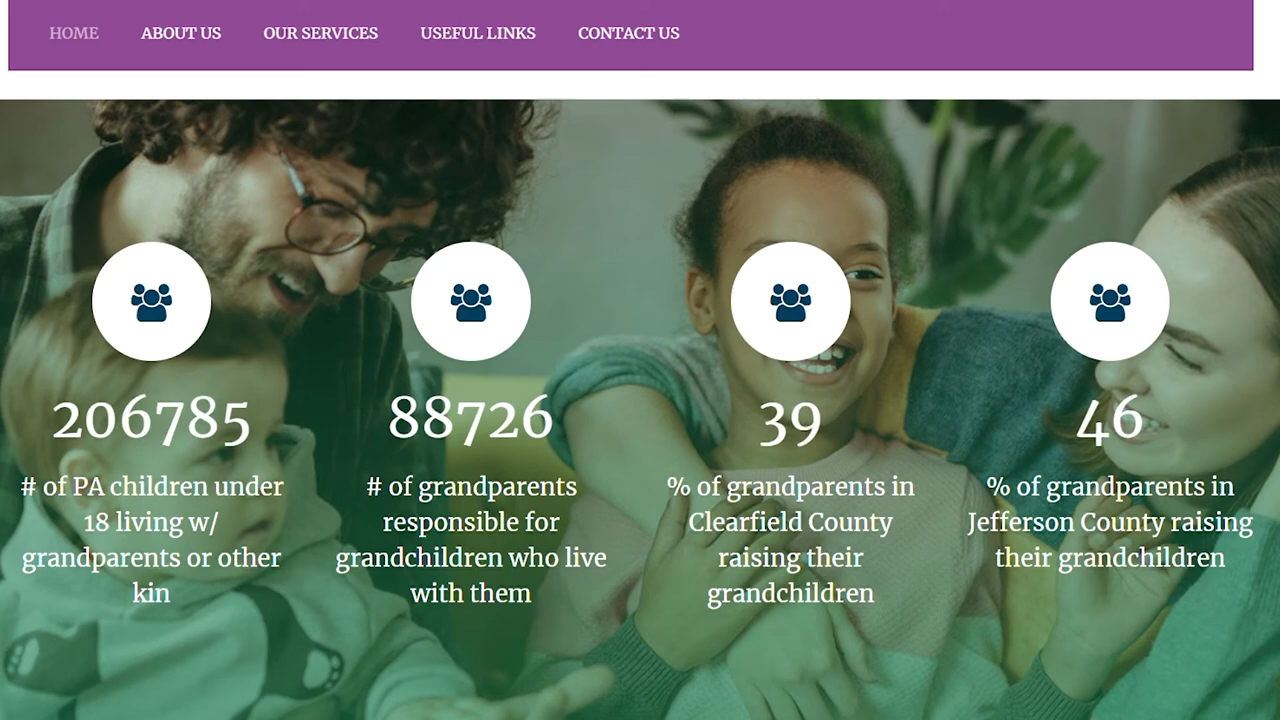 HOME ABOUT US OUR SERVICES USEFUL LINKS CONTACT US
206785
# of PA children under
18 living w/
grandparents or other
kin
88726
# of grandparents
responsible for
grandchildren who live
with them
39
% of grandparents in
Clearfield County
raising their
grandchildren
46
% of grandparents in
Jefferson County raising
their grandchildren